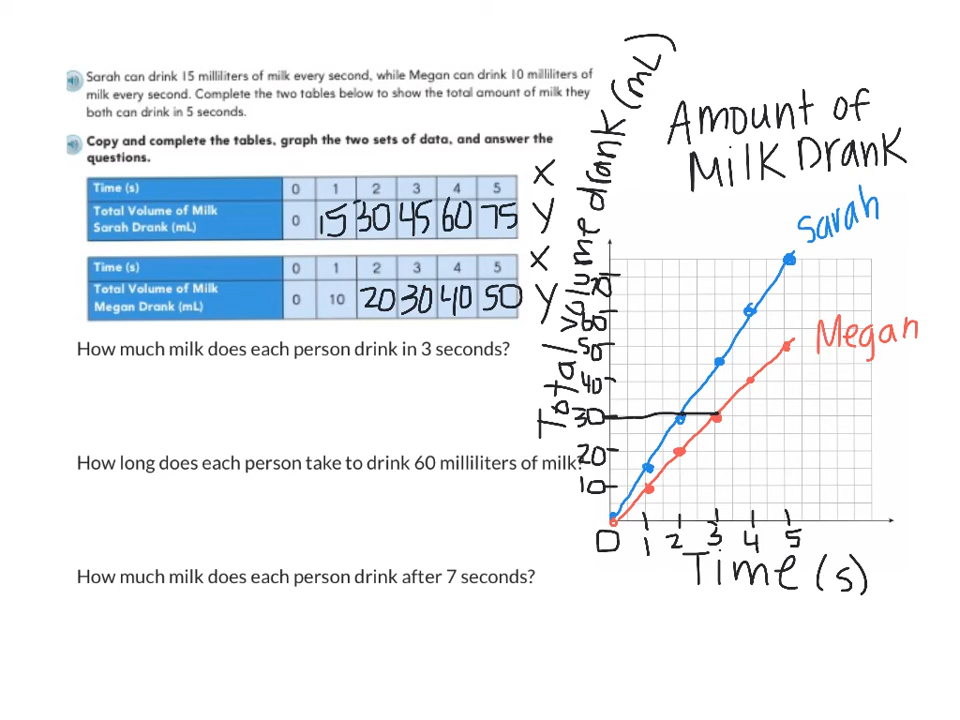 Sarah can drink 15 milliliters of milk every second, while Megan can drink 10 milliliters of
milk every second. Complete the two tables below to show the total amount of milk they
both can drink in 5 seconds.
Copy and complete the tables, graph the two sets of data, and answer the
questions.
Time (s) 0 1 2 3 4 5 X
Total Volume of Milk
Sarah Drank (mL) 0 15 30 45 60 75 Y
Time (s) 0 1 2 3 4 5 X
Total Volume of Milk
Megan Drank (mL) 0 10 20 30 40 50 Y
How much milk does each person drink in 3 seconds?
How long does each person take to drink 60 milliliters of milk?
How much milk does each person drink after 7 seconds?
Amount of
Milk Drank
Total volume drank (mL)
Sarah
Megan
70
60
50
40
30
20
10
0 1 2 3 4 5
Time (s)